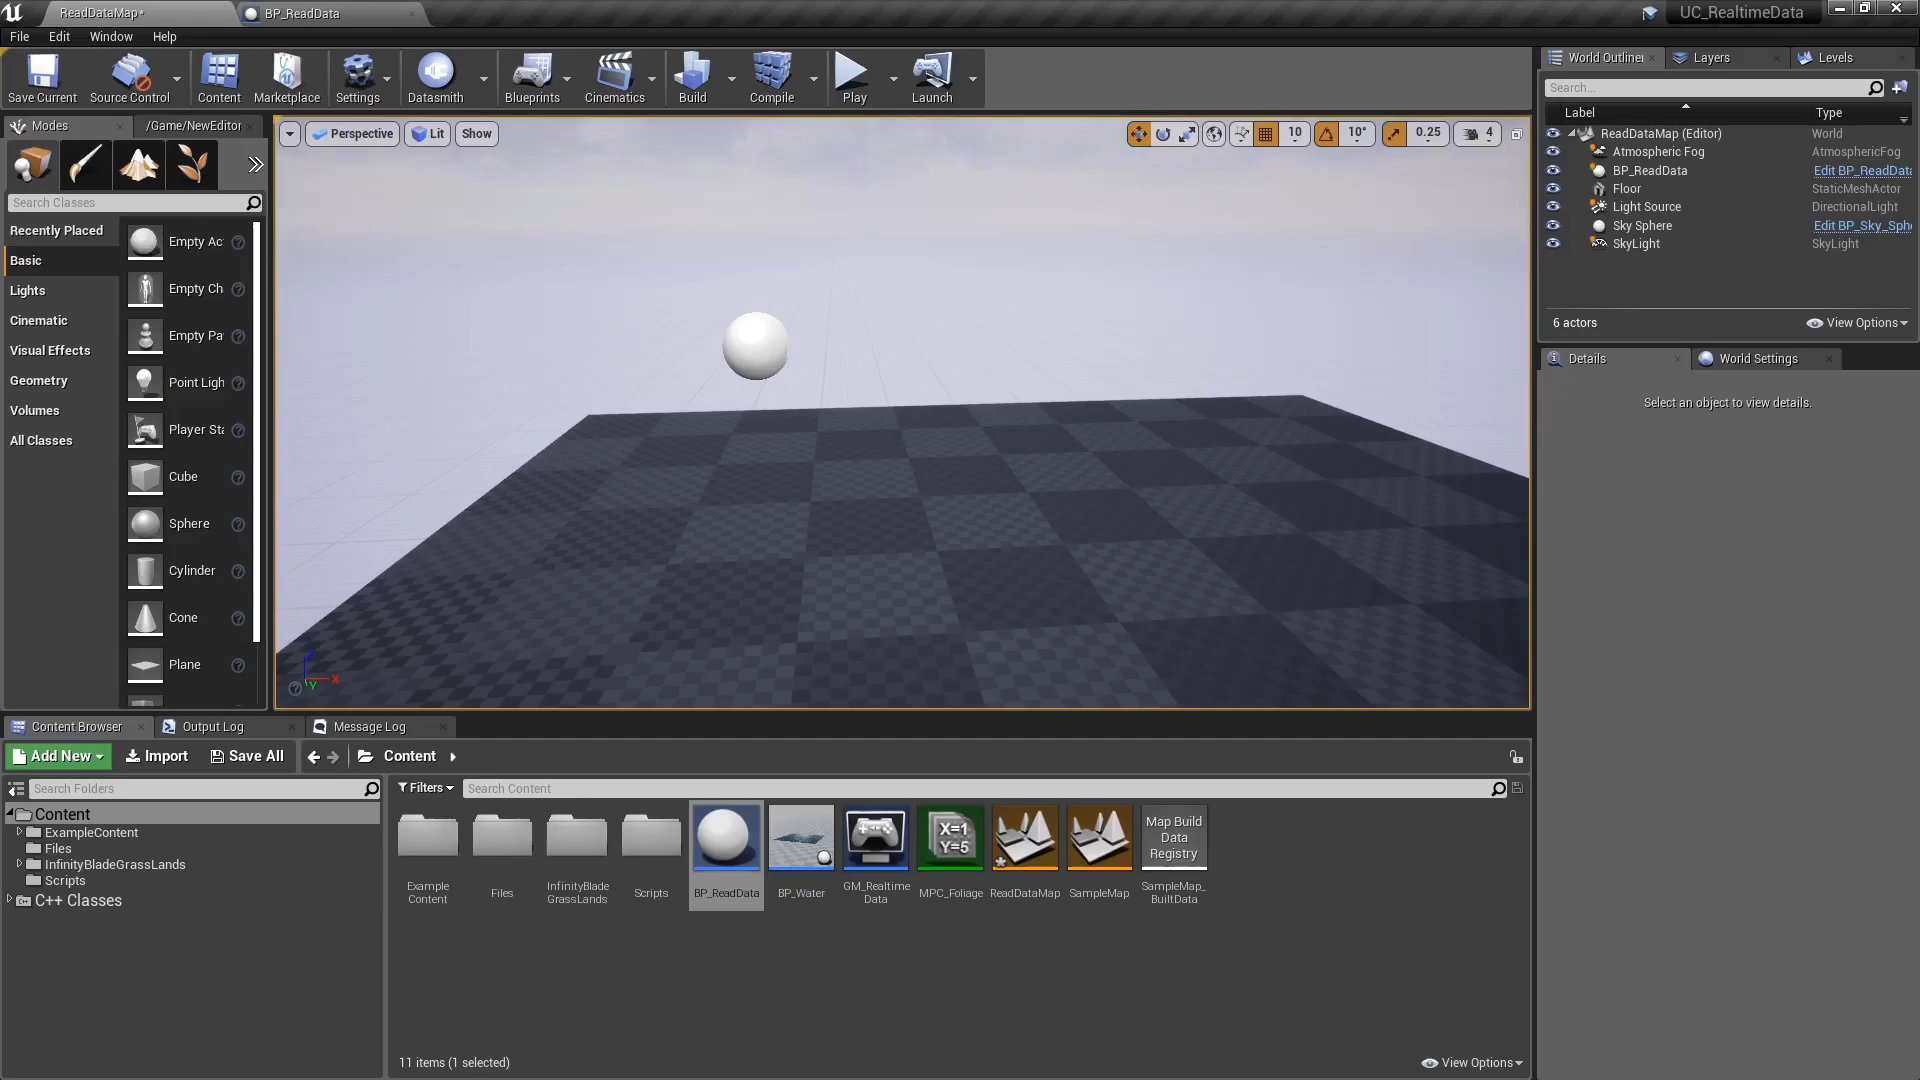 ReadDataMap*
BP_ReadData
UC_RealtimeData
File Edit Window Help
Save Current
Source Control
Content
Marketplace
Settings
Datasmith
Blueprints
Cinematics
Build
Compile
Play
Launch
Modes
/Game/NewEditor
Search Classes
Recently Placed
Basic
Lights
Cinematic
Visual Effects
Geometry
Volumes
All Classes
Empty Ac
Empty Ch
Empty Pa
Point Ligh
Player Sta
Cube
Sphere
Cylinder
Cone
Plane
Perspective
Lit
Show
10
10°
0.25
4
X
Y
World Outliner
Layers
Levels
Search...
Label Type
ReadDataMap (Editor) World
Atmospheric Fog AtmosphericFog
BP_ReadData Edit BP_ReadData
Floor StaticMeshActor
Light Source DirectionalLight
Sky Sphere Edit BP_Sky_Sphe
SkyLight SkyLight
6 actors
View Options
Details
World Settings
Select an object to view details.
Content Browser
Output Log
Message Log
Add New
Import
Save All
Content
Search Folders
Content
ExampleContent
Files
InfinityBladeGrassLands
Scripts
C++ Classes
Filters
Search Content
X=1
Y=5
Map Build
Data
Registry
Example
Content
Files
InfinityBlade
GrassLands
Scripts
BP_ReadData
BP_Water
GM_Realtime
Data
MPC_Foliage
ReadDataMap
SampleMap
SampleMap_
BuiltData
11 items (1 selected)
View Options